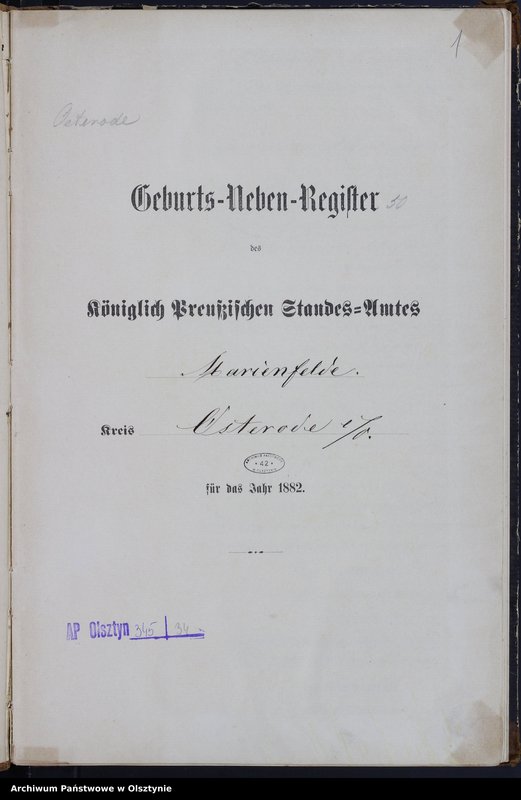 1
Osterode
Geburts-Neben-Register 30
des
Königlich Preußischen Standes-Amtes
Marienfelde.
Kreis Osterode i/O.
42
für das Jahr 1882.
AP Olsztyn 345 | 34
Archiwum Państwowe w Olsztynie